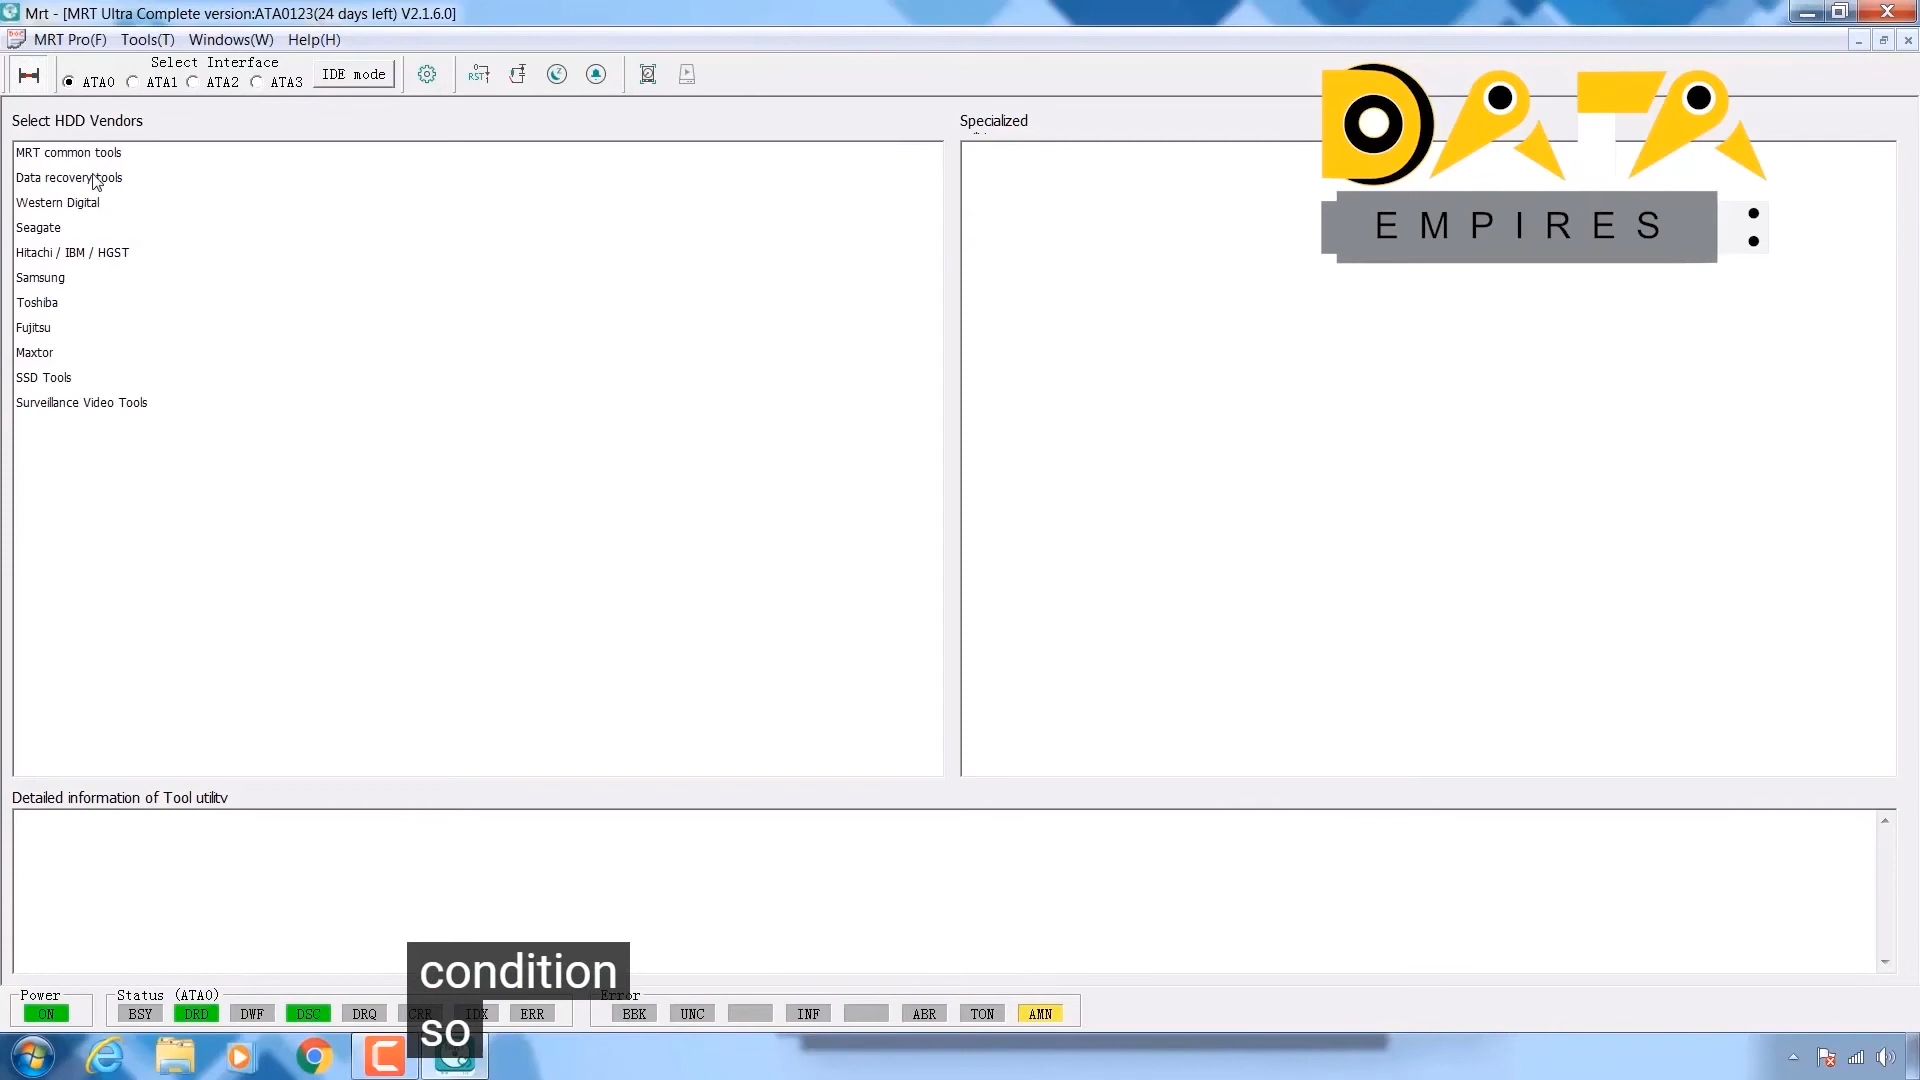 Mrt - [MRT Ultra Complete version:ATA0123(24 days left) V2.1.6.0]
MRT Pro(F) Tools(T) Windows(W) Help(H)
Select Interface
ATA0 ATA1 ATA2 ATA3 IDE mode
RST
Select HDD Vendors
Specialized
MRT common tools
Data recovery tools
Western Digital
Seagate
Hitachi / IBM / HGST
Samsung
Toshiba
Fujitsu
Maxtor
SSD Tools
Surveillance Video Tools
DATA
EMPIRES
Detailed information of Tool utility
condition
so
Power Status (ATA0) Error
ON BSY DRD DWF DSC DRQ CRR IDX ERR BBK UNC INF ABR TON AMN